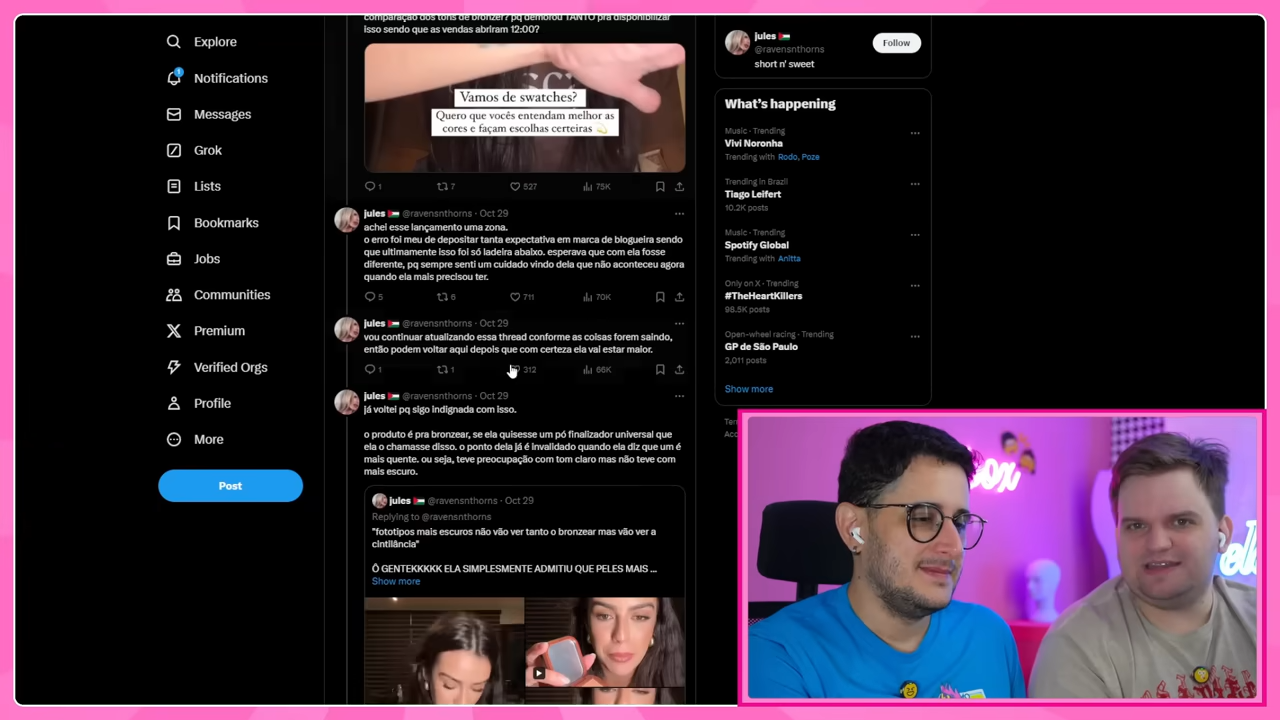 comparação dos tons de bronzer? pq demorou TANTO pra disponibilizar
isso sendo que as vendas abriram 12:00?
Vamos de swatches?
Quero que vocês entendam melhor as
cores e façam escolhas certeiras
1 7 527 75K
jules @ravensnthorns · Oct 29
achei esse lançamento uma zona.
o erro foi meu de depositar tanta expectativa em marca de blogueira sendo
que ultimamente isso foi só ladeira abaixo. esperava que com ela fosse
diferente, pq sempre senti um cuidado vindo dela que não aconteceu agora
quando ela mais precisou ter.
5 6 711 70K
jules @ravensnthorns · Oct 29
vou continuar atualizando essa thread conforme as coisas forem saindo,
então podem voltar aqui depois que com certeza ela vai estar maior.
1 1 312 66K
jules @ravensnthorns · Oct 29
já voltei pq sigo indignada com isso.
o produto é pra bronzear, se ela quisesse um pó finalizador universal que
ela o chamasse disso. o ponto dela já é invalidado quando ela diz que um é
mais quente. ou seja, teve preocupação com tom claro mas não teve com
mais escuro.
jules @ravensnthorns · Oct 29
Replying to @ravensnthorns
"fototipos mais escuros não vão ver tanto o bronzear mas vão ver a
cintilância"
Ô GENTEKKKKK ELA SIMPLESMENTE ADMITIU QUE PELES MAIS ...
Show more
Explore
1
Notifications
Messages
Grok
Lists
Bookmarks
Jobs
Communities
Premium
Verified Orgs
Profile
More
Post
jules
@ravensnthorns
short n' sweet
Follow
What's happening
Music · Trending
Vivi Noronha
Trending with Rodo, Poze
Trending in Brazil
Tiago Leifert
10.2K posts
Music · Trending
Spotify Global
Trending with Anitta
Only on X · Trending
#TheHeartKillers
98.5K posts
Open-wheel racing · Trending
GP de São Paulo
2,011 posts
Show more